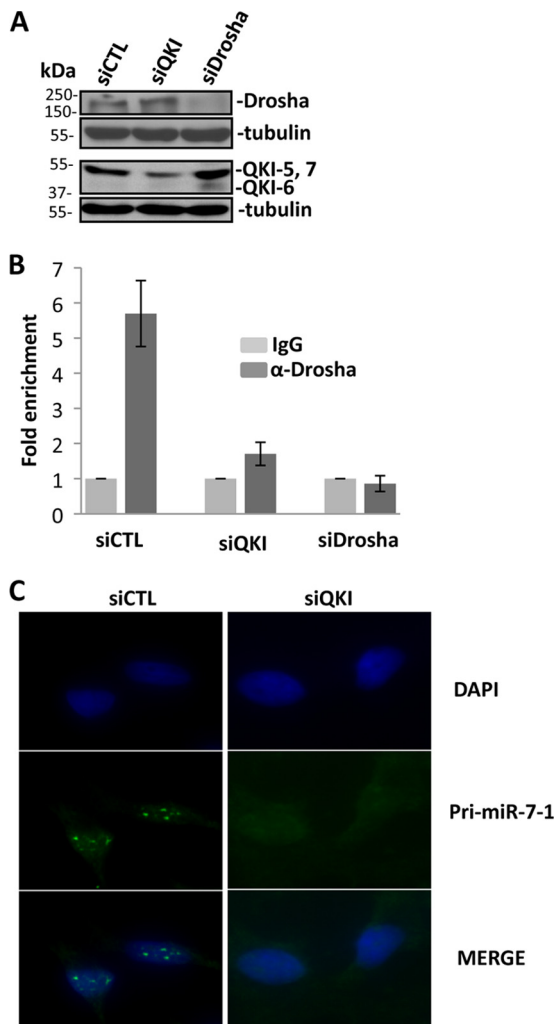 A
siCTL siQKI siDrosha
kDa
250- -Drosha
150-
55- -tubulin
55- -QKI-5, 7
37- -QKI-6
55- -tubulin
B
Fold enrichment
7
6
5
4
3
2
1
0
IgG
α-Drosha
siCTL siQKI siDrosha
C
siCTL siQKI
DAPI
Pri-miR-7-1
MERGE